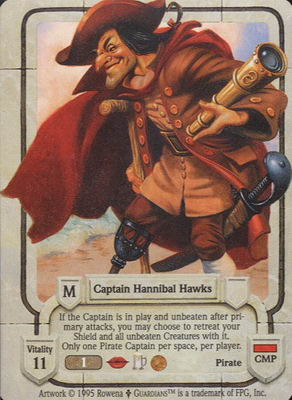 M
Captain Hannibal Hawks
If the Captain is in play and unbeaten after pri-
mary attacks, you may choose to retreat your
Shield and all unbeaten Creatures with it.
Only one Pirate Captain per space, per player.
Vitality
11
1
Pirate
CMP
Artwork © 1995 Rowena ♦ GUARDIANS™ is a trademark of FPG, Inc.